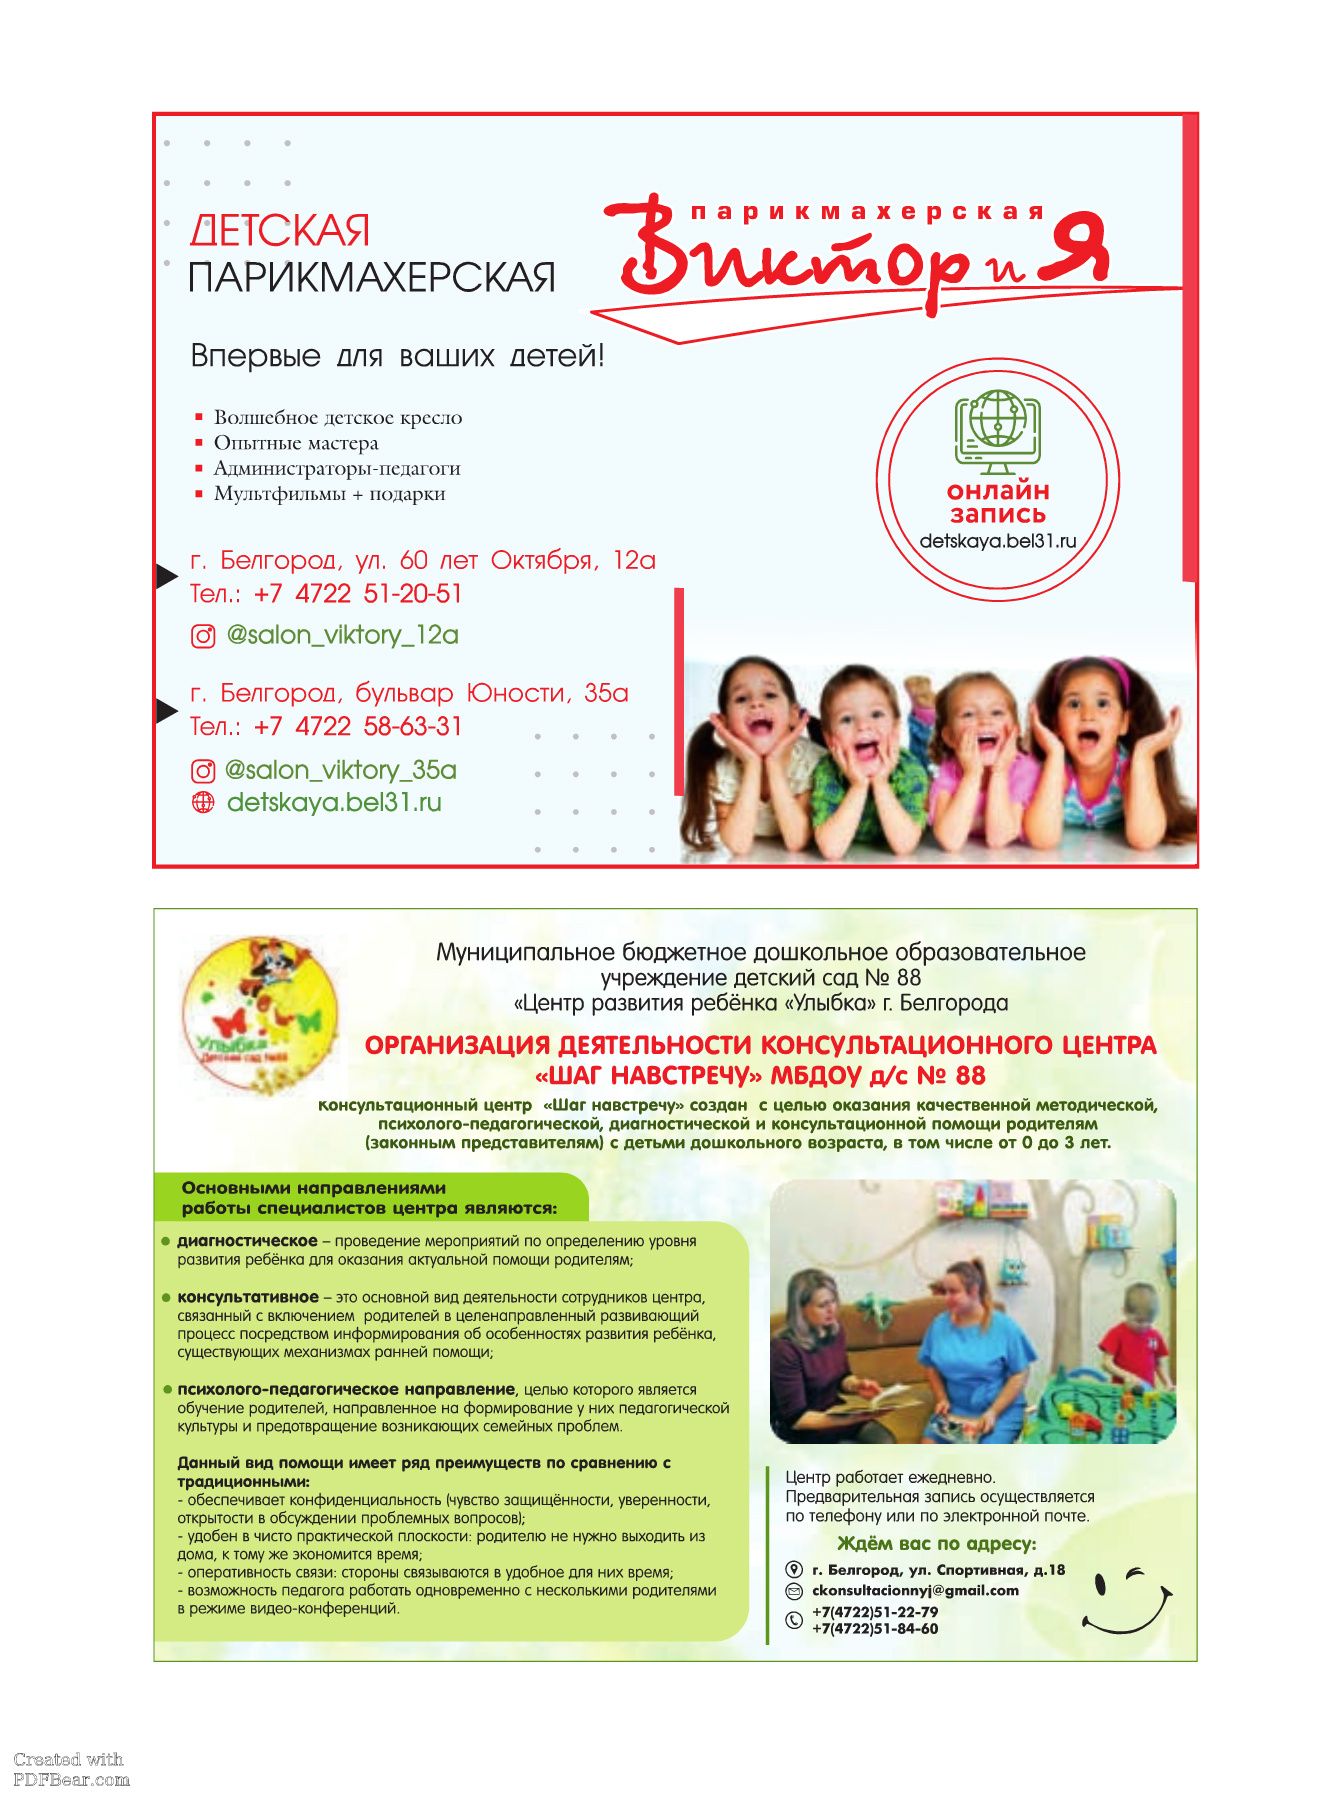 ДЕТСКАЯ
ПАРИКМАХЕРСКАЯ
парикмахерская
ВикториЯ
Впервые для ваших детей!
Волшебное детское кресло
Опытные мастера
Администраторы-педагоги
Мультфильмы + подарки
онлайн
запись
detskaya.bel31.ru
г. Белгород, ул. 60 лет Октября, 12а
Тел.: +7 4722 51-20-51
@salon_viktory_12a
г. Белгород, бульвар Юности, 35а
Тел.: +7 4722 58-63-31
@salon_viktory_35a
detskaya.bel31.ru
Улыбка
Детский сад №88
Муниципальное бюджетное дошкольное образовательное
учреждение детский сад № 88
«Центр развития ребёнка «Улыбка» г. Белгорода
ОРГАНИЗАЦИЯ ДЕЯТЕЛЬНОСТИ КОНСУЛЬТАЦИОННОГО ЦЕНТРА
«ШАГ НАВСТРЕЧУ» МБДОУ д/с № 88
Консультационный центр «Шаг навстречу» создан с целью оказания качественной методической,
психолого-педагогической, диагностической и консультационной помощи родителям
(законным представителям) с детьми дошкольного возраста, в том числе от 0 до 3 лет.
Основными направлениями
работы специалистов центра являются:
диагностическое – проведение мероприятий по определению уровня
развития ребёнка для оказания актуальной помощи родителям;
консультативное – это основной вид деятельности сотрудников центра,
связанный с включением родителей в целенаправленный развивающий
процесс посредством информирования об особенностях развития ребёнка,
существующих механизмах ранней помощи;
психолого-педагогическое направление, целью которого является
обучение родителей, направленное на формирование у них педагогической
культуры и предотвращение возникающих семейных проблем.
Данный вид помощи имеет ряд преимуществ по сравнению с
традиционными:
- обеспечивает конфиденциальность (чувство защищённости, уверенности,
открытости в обсуждении проблемных вопросов);
- удобен в чисто практической плоскости: родителю не нужно выходить из
дома, к тому же экономится время;
- оперативность связи: стороны связываются в удобное для них время;
- возможность педагога работать одновременно с несколькими родителями
в режиме видео-конференций.
Центр работает ежедневно.
Предварительная запись осуществляется
по телефону или по электронной почте.
Ждём вас по адресу:
г. Белгород, ул. Спортивная, д.18
ckonsultacionnyj@gmail.com
+7(4722)51-22-79
+7(4722)51-84-60
Created with
PDFBear.com